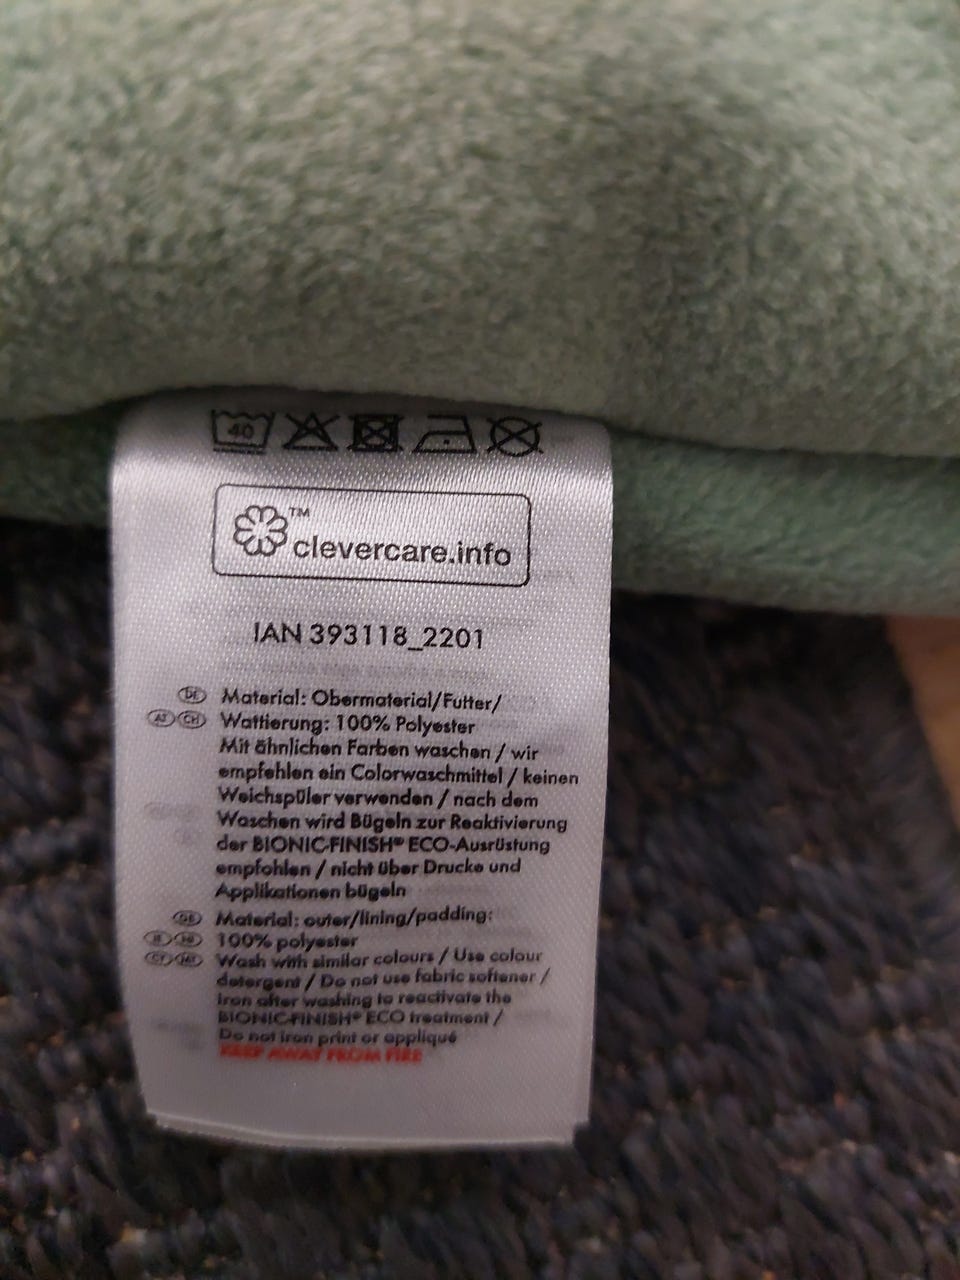 40
TM
clevercare.info
IAN 393118_2201
DE Material: Obermaterial/Futter/
AT CH Wattierung: 100% Polyester
Mit ähnlichen Farben waschen / wir
empfehlen ein Colorwaschmittel / keinen
Weichspüler verwenden / nach dem
Waschen wird Bügeln zur Reaktivierung
der BIONIC-FINISH® ECO-Ausrüstung
empfohlen / nicht über Drucke und
Applikationen bügeln
Material: outer/lining/padding:
100% polyester
Wash with similar colours / Use colour
detergent / Do not use fabric softener /
Iron after washing to reactivate the
BIONIC-FINISH® ECO treatment /
Do not iron print or appliqué
KEEP AWAY FROM FIRE